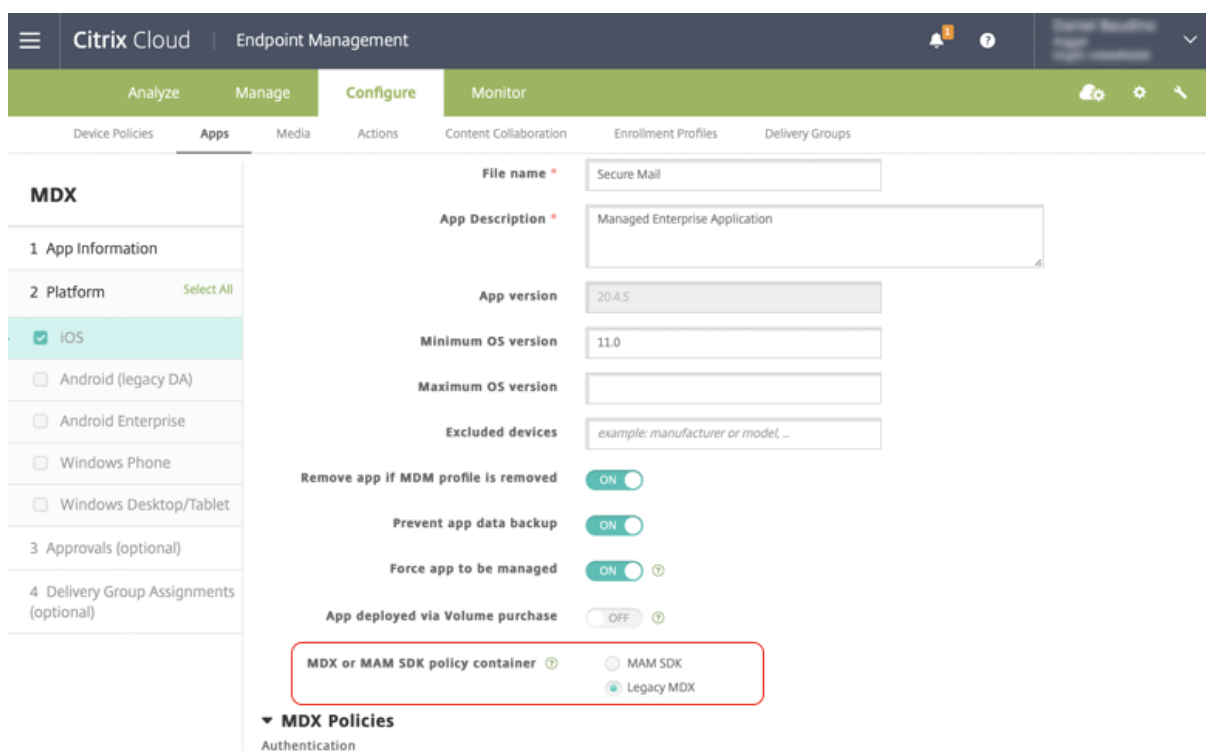 Citrix Cloud | Endpoint Management
1
?
Analyze
Manage
Configure
Monitor
Device Policies
Apps
Media
Actions
Content Collaboration
Enrollment Profiles
Delivery Groups
MDX
1 App Information
2 Platform
Select All
iOS
Android (legacy DA)
Android Enterprise
Windows Phone
Windows Desktop/Tablet
3 Approvals (optional)
4 Delivery Group Assignments
(optional)
File name *
Secure Mail
App Description *
Managed Enterprise Application
App version
20.4.5
Minimum OS version
11.0
Maximum OS version
Excluded devices
example: manufacturer or model, ...
Remove app if MDM profile is removed
ON
Prevent app data backup
ON
Force app to be managed
ON
?
App deployed via Volume purchase
OFF
?
MDX or MAM SDK policy container ?
MAM SDK
Legacy MDX
MDX Policies
Authentication